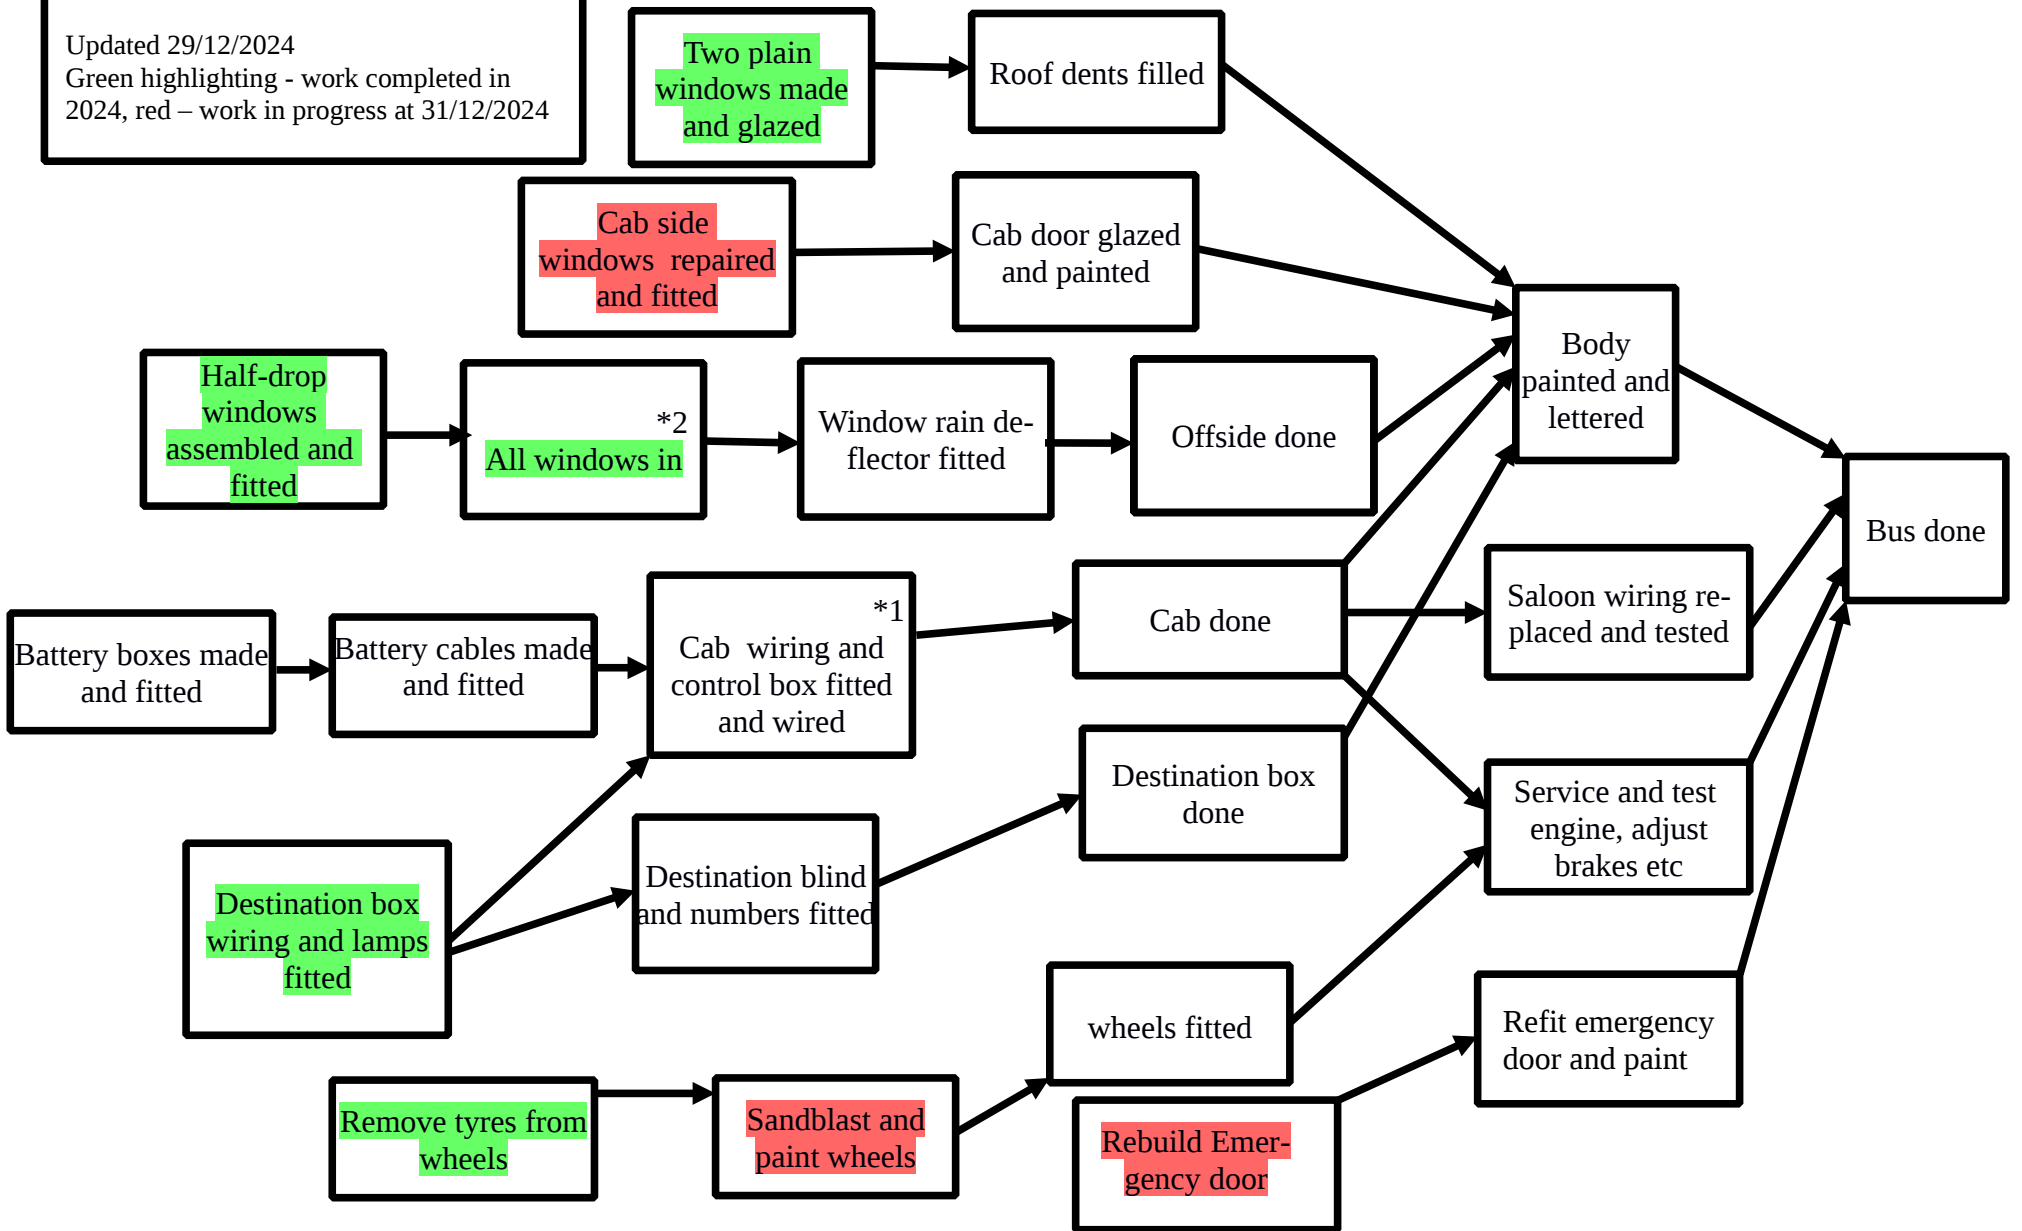 Updated 29/12/2024
Green highlighting - work completed in
2024, red – work in progress at 31/12/2024
Two plain
windows made
and glazed
Roof dents filled
Cab side
windows  repaired
and fitted
Cab door glazed
and painted
Half-drop
windows
assembled and
fitted
*2
All windows in
Window rain de-
flector fitted
Offside done
Body
painted and
lettered
Bus done
Battery boxes made
and fitted
Battery cables made
and fitted
*1
Cab  wiring and
control box fitted
and wired
Cab done
Saloon wiring re-
placed and tested
Destination box
wiring and lamps
fitted
Destination blind
and numbers fitted
Destination box
done
Service and test
engine, adjust
brakes etc
Remove tyres from
wheels
Sandblast and
paint wheels
wheels fitted
Rebuild Emer-
gency door
Refit emergency
door and paint